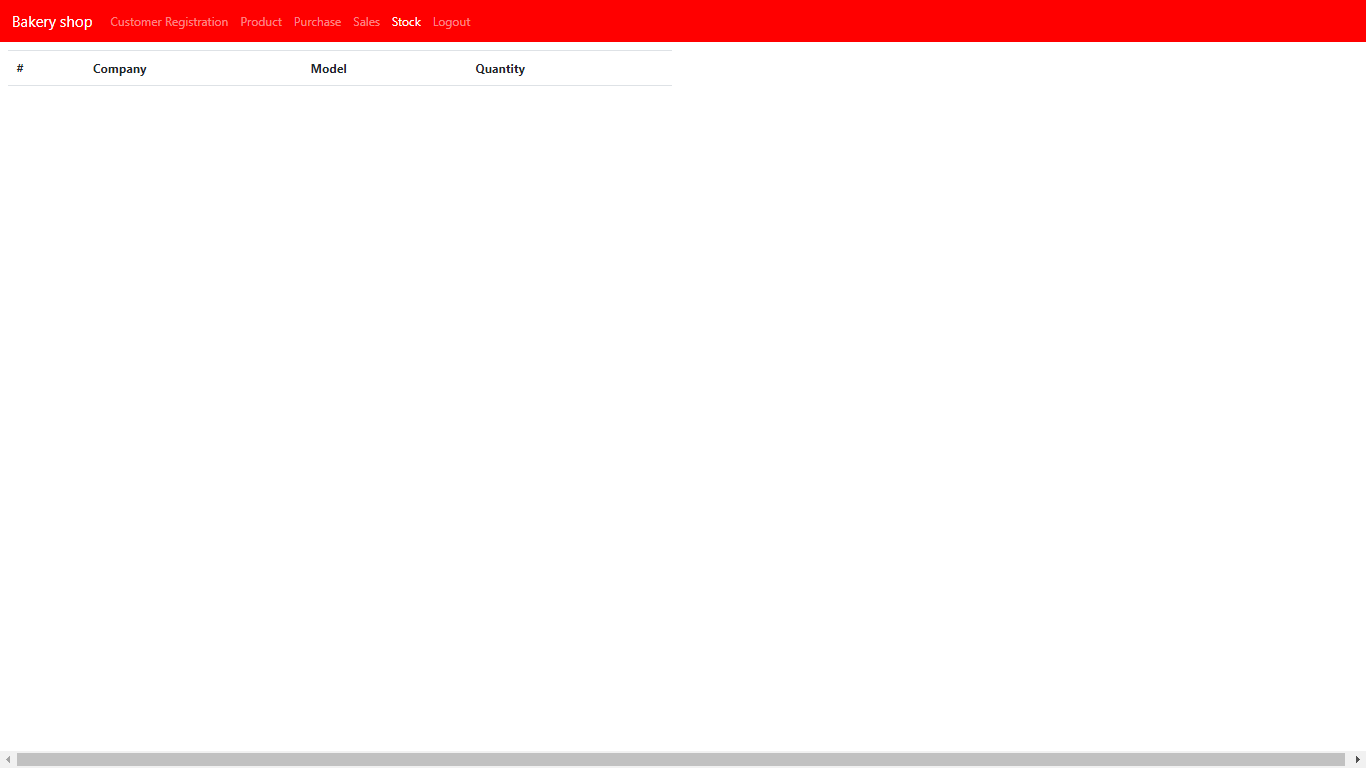 Bakery shop Customer Registration Product Purchase Sales Stock Logout
# Company Model Quantity